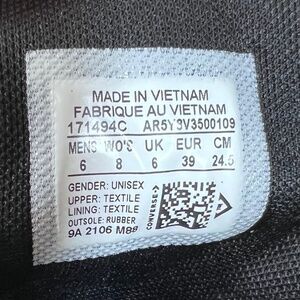 MADE IN VIETNAM
FABRIQUE AU VIETNAM
171494C AR5Y3V3500109
MENS WO'S UK EUR CM
6 8 6 39 24.5
GENDER: UNISEX
UPPER: TEXTILE
LINING: TEXTILE
OUTSOLE: RUBBER
9A 2106 M88
CONVERSE